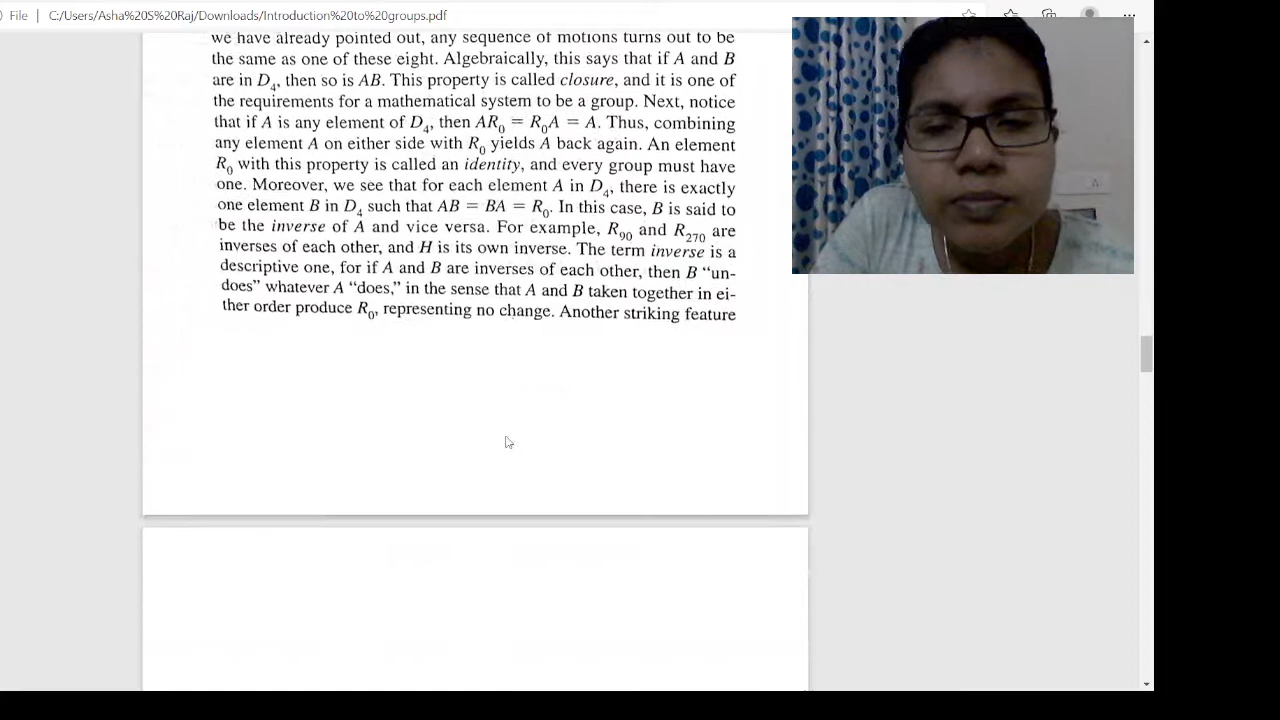 File | C:/Users/Asha%20S%20Raj/Downloads/Introduction%20to%20groups.pdf
we have already pointed out, any sequence of motions turns out to be
the same as one of these eight. Algebraically, this says that if A and B
are in D₄, then so is AB. This property is called closure, and it is one of
the requirements for a mathematical system to be a group. Next, notice
that if A is any element of D₄, then AR₀ = R₀A = A. Thus, combining
any element A on either side with R₀ yields A back again. An element
R₀ with this property is called an identity, and every group must have
one. Moreover, we see that for each element A in D₄, there is exactly
one element B in D₄ such that AB = BA = R₀. In this case, B is said to
be the inverse of A and vice versa. For example, R₉₀ and R₂₇₀ are
inverses of each other, and H is its own inverse. The term inverse is a
descriptive one, for if A and B are inverses of each other, then B “un-
does” whatever A “does,” in the sense that A and B taken together in ei-
ther order produce R₀, representing no change. Another striking feature